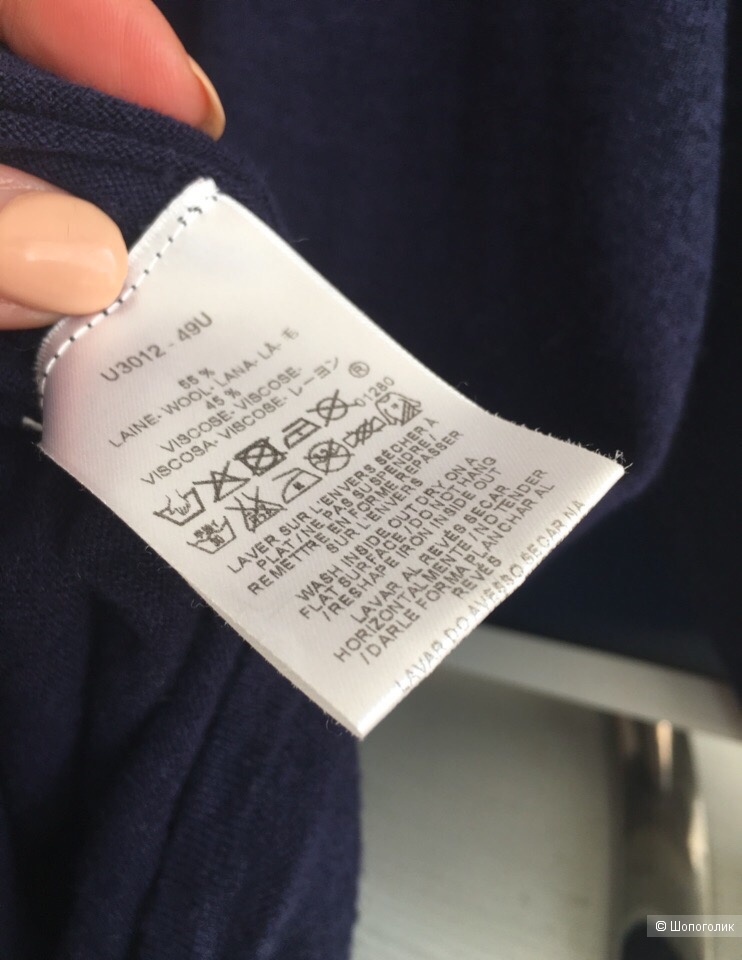 U3012 - 49U
55 %
LAINE- WOOL- LANA- LÃ- 毛
45 %
VISCOSE- VISCOSE-
VISCOSA- VISCOSE- レーヨン
®
01280
LAVER SUR L'ENVERS SÉCHER À
PLAT/NE PAS SUSPENDRE/
REMETTRE EN FORME REPASSER
SUR L'ENVERS
WASH INSIDE OUT DRY ON A
FLAT SURFACE / DO NOT HANG
/ RESHAPE IRON INSIDE OUT
LAVAR AL REVÉS SECAR
HORIZONTALMENTE / NO TENDER
/ DARLE FORMA PLANCHAR AL
REVÉS
LAVAR DO AVESSO SECAR NA
© Шопоголик